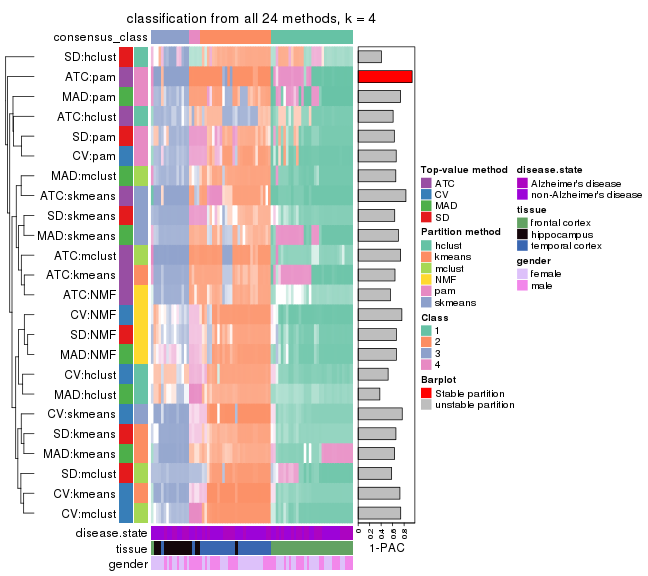 classification from all 24 methods, k = 4
consensus_class
SD:hclust
ATC:pam
MAD:pam
ATC:hclust
SD:pam
CV:pam
MAD:mclust
ATC:skmeans
SD:skmeans
MAD:skmeans
ATC:mclust
ATC:kmeans
ATC:NMF
CV:NMF
SD:NMF
MAD:NMF
CV:hclust
MAD:hclust
CV:skmeans
SD:kmeans
MAD:kmeans
SD:mclust
CV:kmeans
CV:mclust
disease.state
tissue
gender
0 0.2 0.4 0.6 0.8
1-PAC
Top-value method
ATC
CV
MAD
SD
Partition method
hclust
kmeans
mclust
NMF
pam
skmeans
Class
1
2
3
4
Barplot
Stable partition
unstable partition
disease.state
Alzheimer's disease
non-Alzheimer's disease
tissue
frontal cortex
hippocampus
temporal cortex
gender
female
male